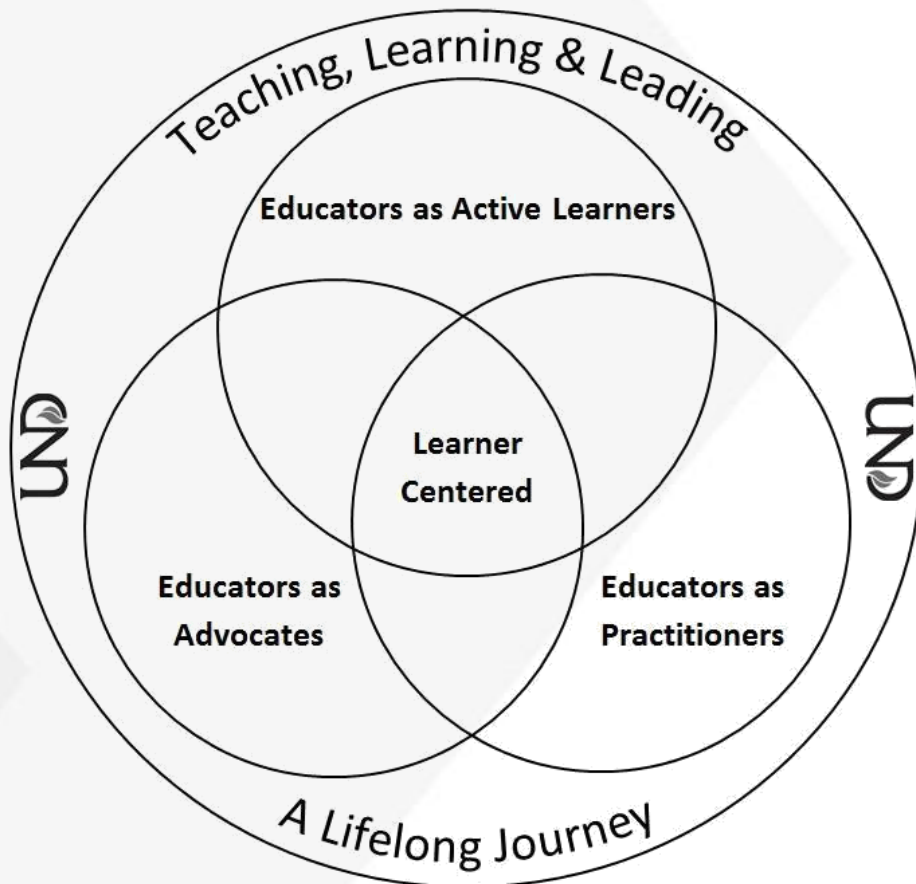 Teaching, Learning & Leading
Educators as Active Learners
UND
UND
Learner
Centered
Educators as
Advocates
Educators as
Practitioners
A Lifelong Journey